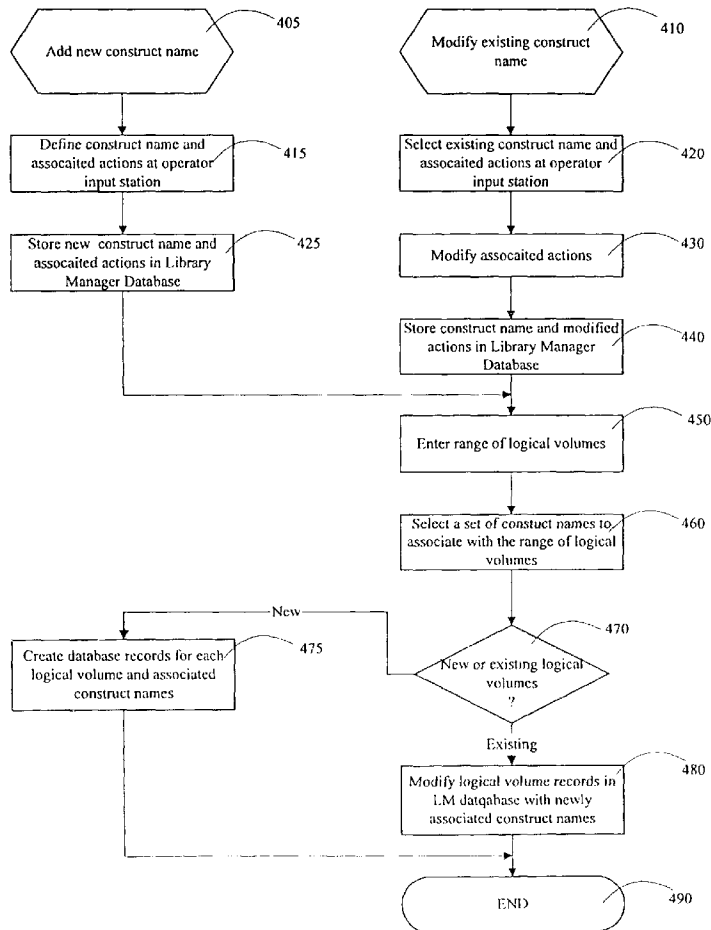 Add new construct name
405
Modify existing construct
name
410
Define construct name and
assocaited actions at operator
input station
415
Select existing construct name and
assocaited actions at operator
input station
420
Store new construct name and
assocaited actions in Library
Manager Database
425
Modify assocaited actions
430
Store construct name and modified
actions in Library Manager
Database
440
Enter range of logical volumes
450
Select a set of constuct names to
associate with the range of logical
volumes
460
New
New or existing logical
volumes
?
470
Create database records for each
logical volume and associated
construct names
475
Existing
Modify logical volume records in
LM datqabase with newly
associated construct names
480
END
490